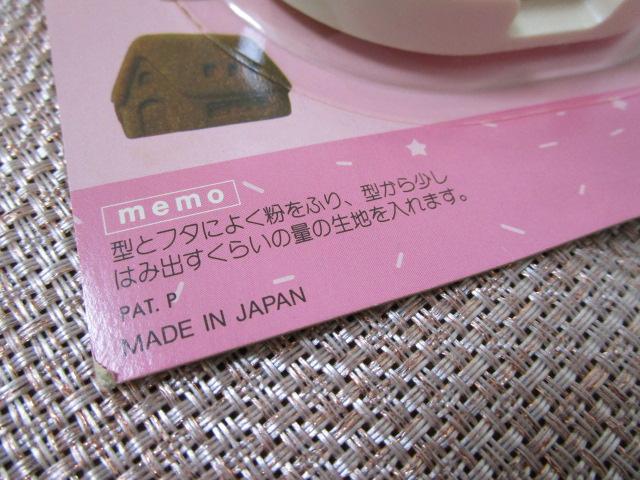 memo
型とフタによく粉をふり、型から少し
はみ出すくらいの量の生地を入れます。
PAT. P
MADE IN JAPAN